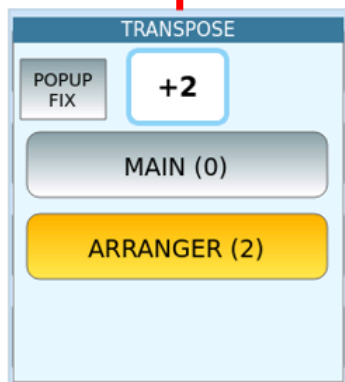 TRANSPOSE
POPUP
FIX
+2
MAIN (0)
ARRANGER (2)